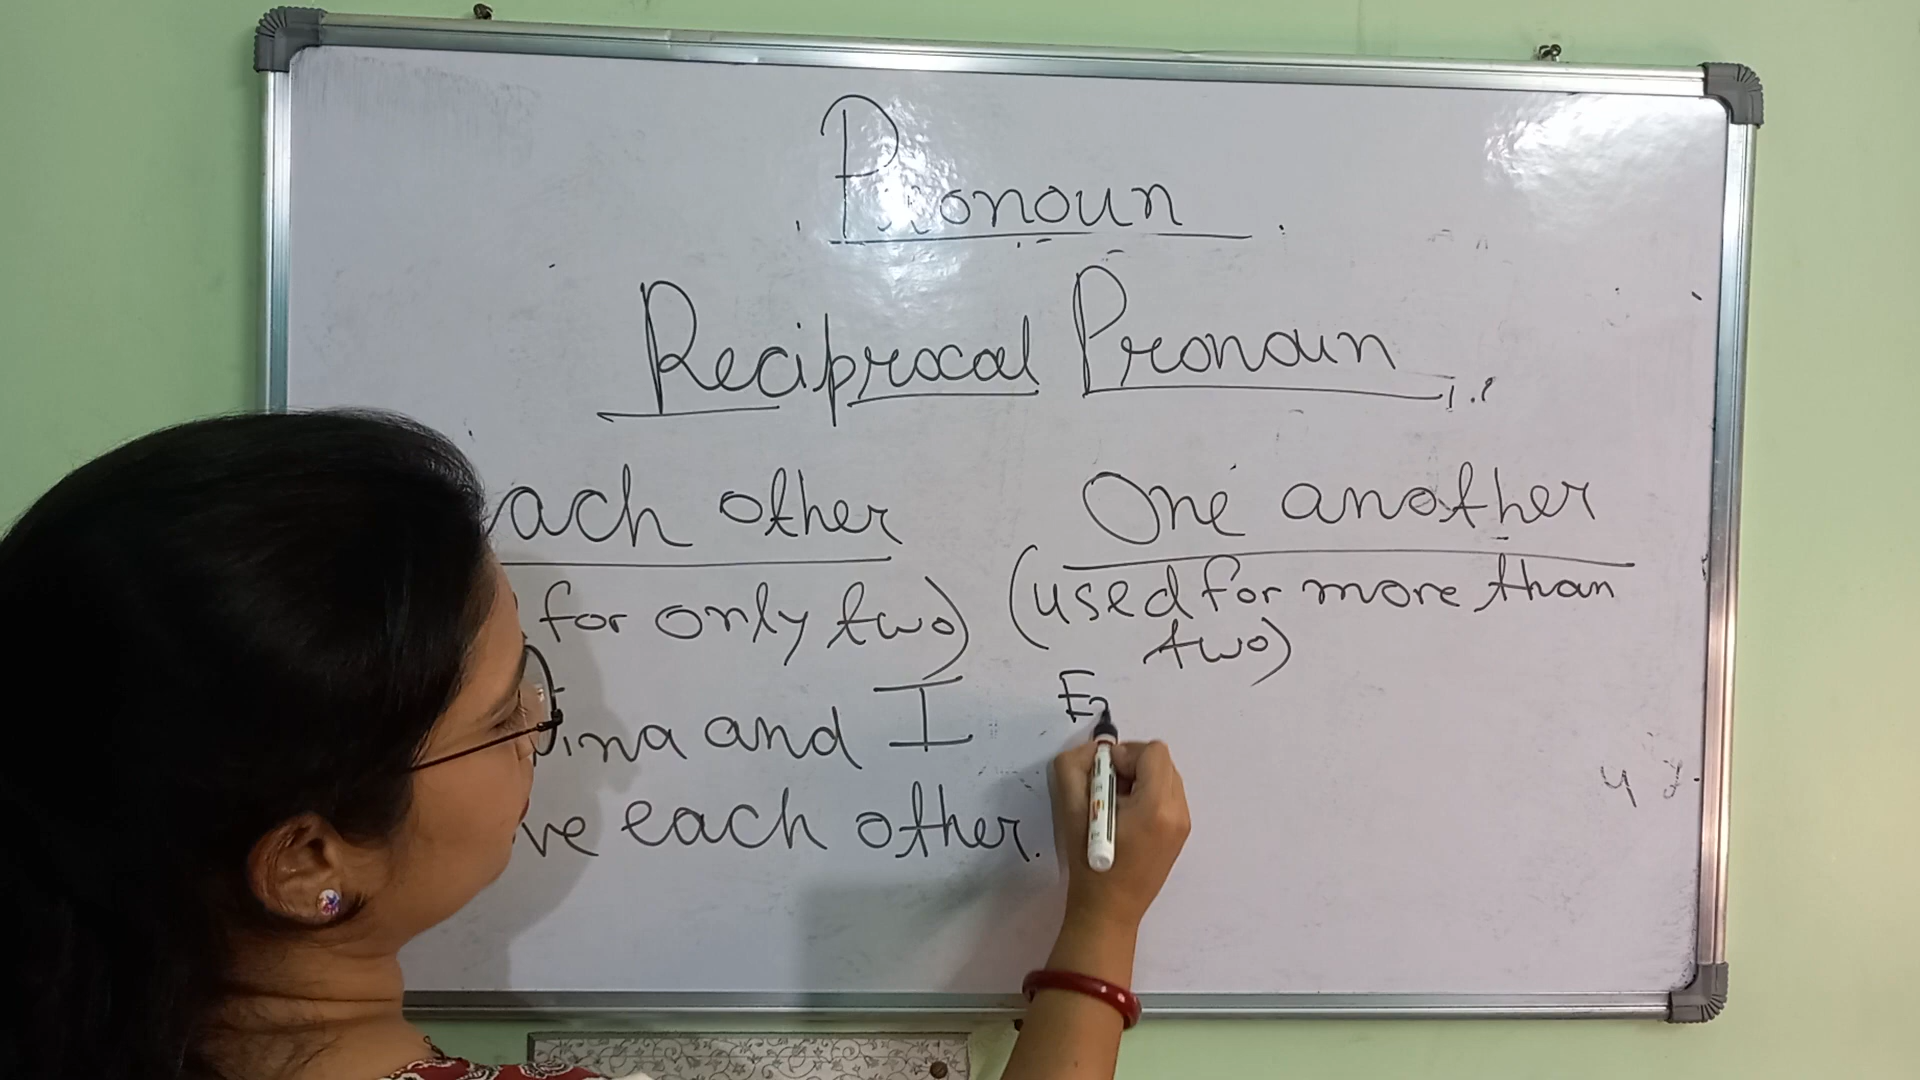 Pronoun
Reciprocal Pronoun
ach other One another
for only two) (used for more than
two)
ina and I
ve each other.